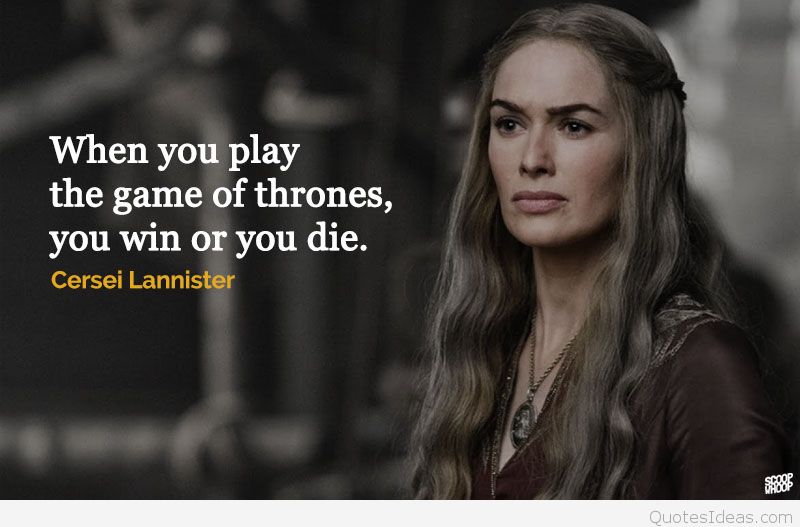 When you play
the game of thrones,
you win or you die.
Cersei Lannister
SCOOP
WHOOP
QuotesIdeas.com